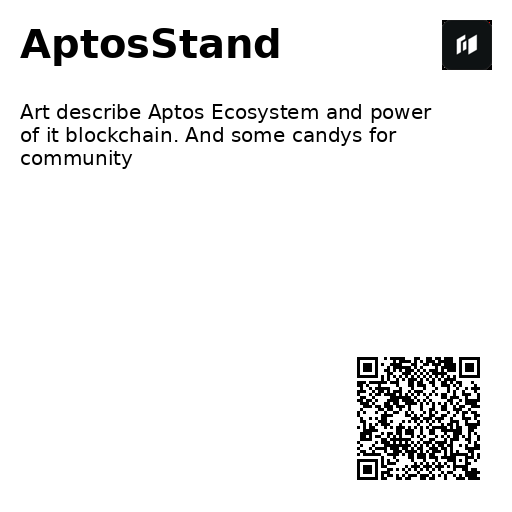 AptosStand
Art describe Aptos Ecosystem and power
of it blockchain. And some candys for
community